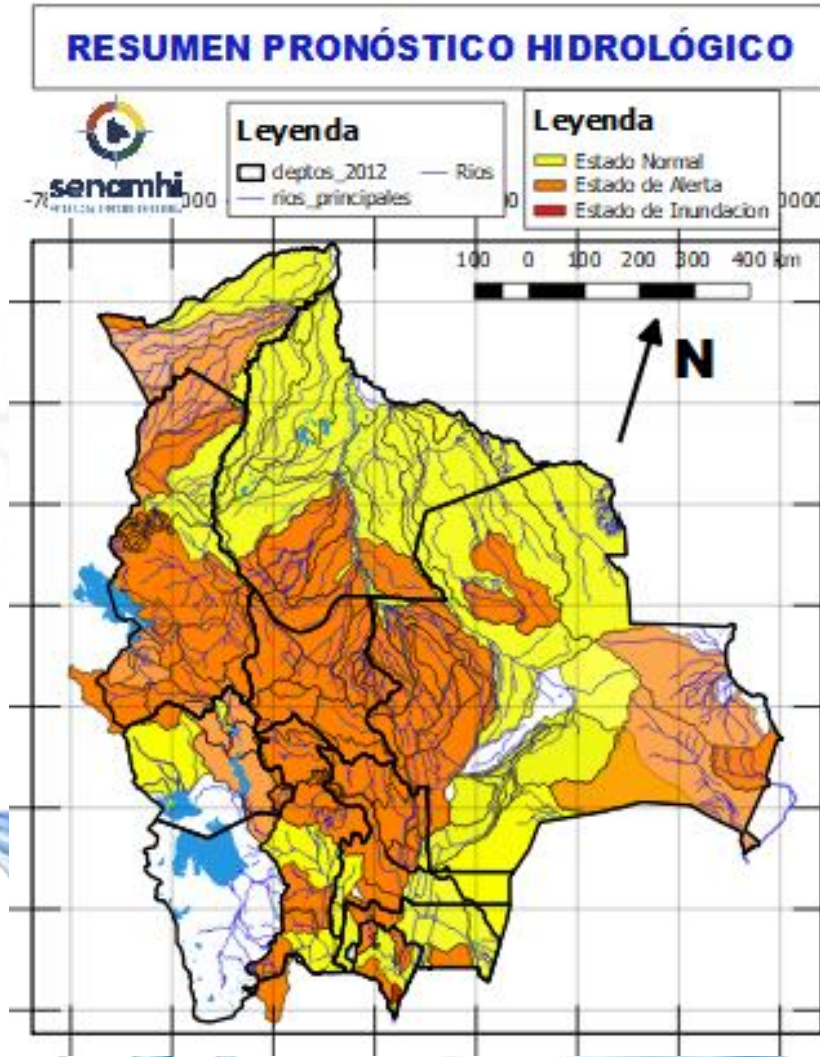 RESUMEN PRONÓSTICO HIDROLÓGICO
senamhi
Leyenda
deptos_2012
Rios
rios_principales
Leyenda
Estado Normal
Estado de Alerta
Estado de Inundacion
100 0 100 200 300 400 km
N